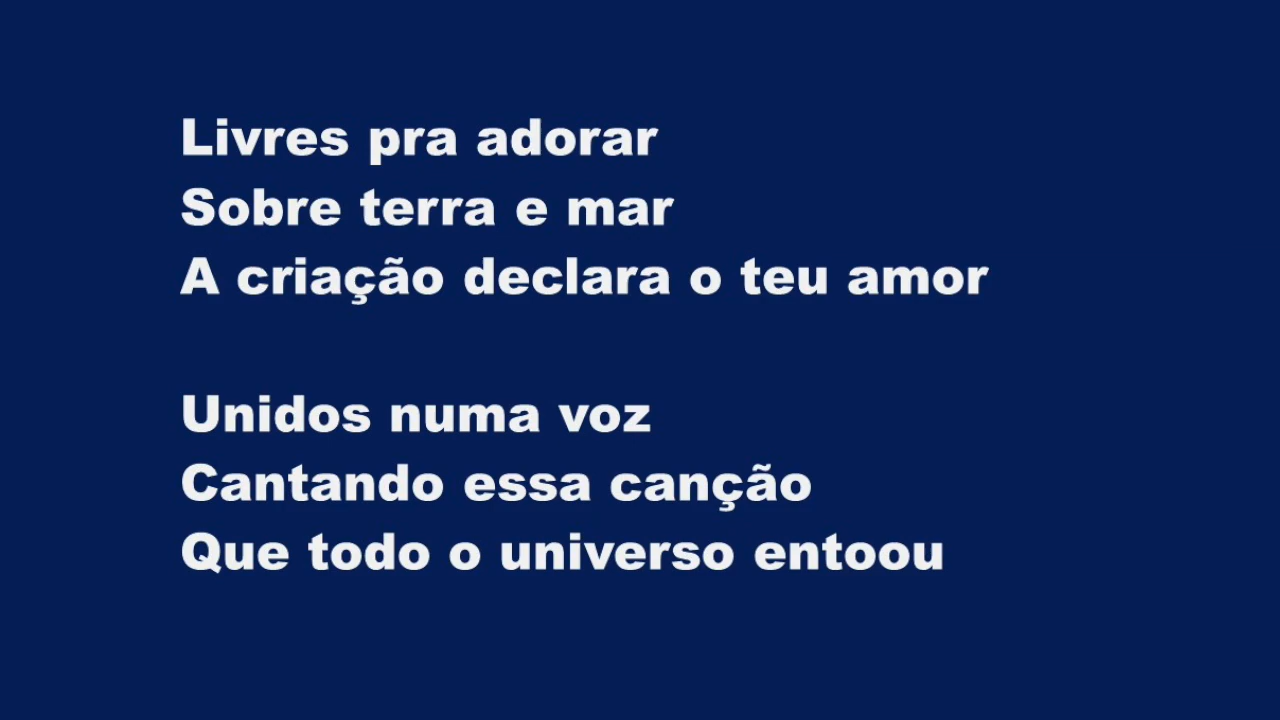 Livres pra adorar
Sobre terra e mar
A criação declara o teu amor
Unidos numa voz
Cantando essa canção
Que todo o universo entoou